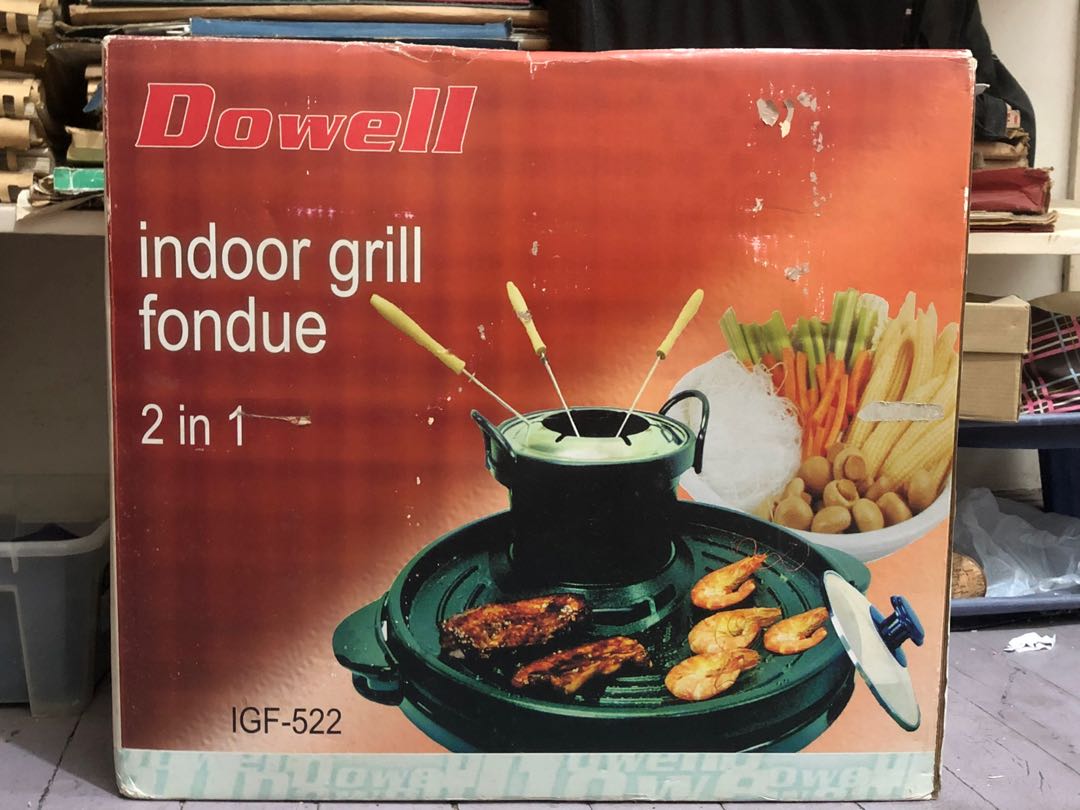 Dowell
indoor grill
fondue
2 in 1
IGF-522